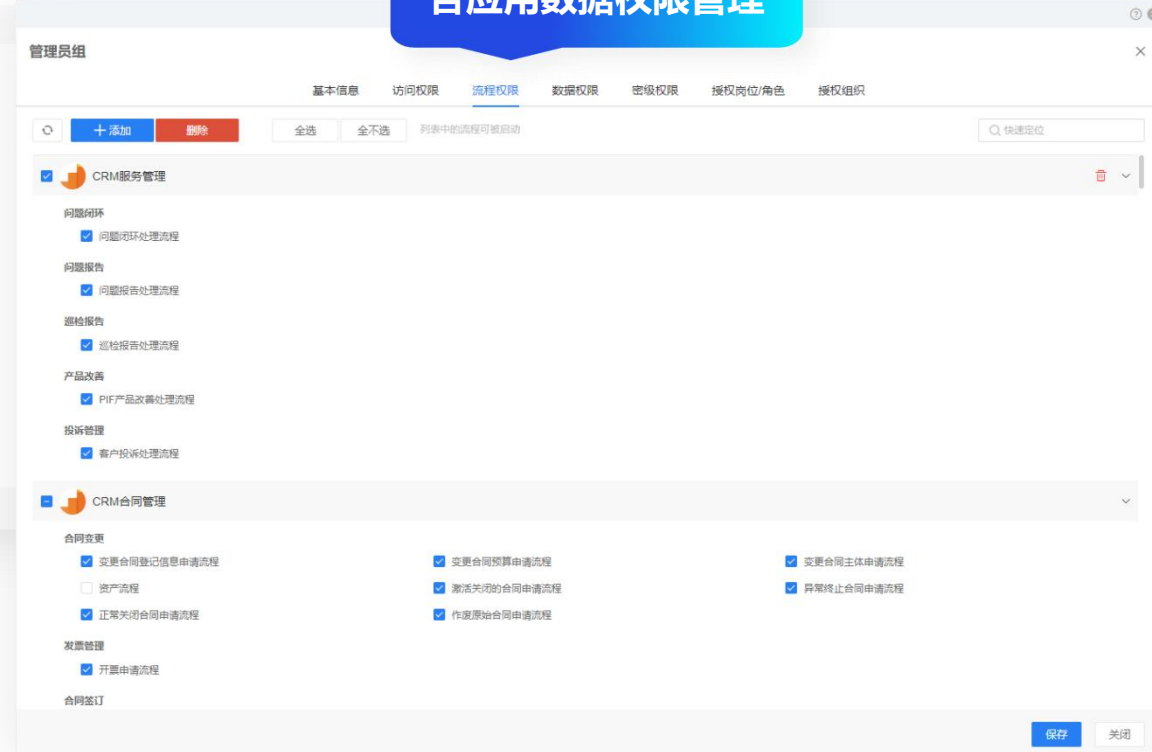 台应用数据权限管理
管理员组
基本信息 访问权限 流程权限 数据权限 密级权限 授权岗位/角色 授权组织
添加 删除 全选 全不选 列表中的流程可被启动 快速定位
CRM服务管理
问题闭环
问题闭环处理流程
问题报告
问题报告处理流程
巡检报告
巡检报告处理流程
产品改善
PIF产品改善处理流程
投诉管理
客户投诉处理流程
CRM合同管理
合同变更
变更合同登记信息申请流程 变更合同预算申请流程 变更合同主体申请流程
资产流程 激活关闭的合同申请流程 异常终止合同申请流程
正常关闭合同申请流程 作废原始合同申请流程
发票管理
开票申请流程
合同签订
保存 关闭